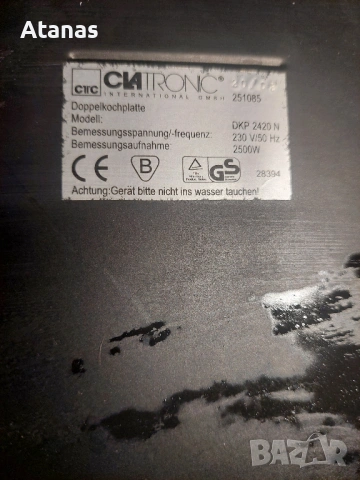 Atanas
CTC CLATRONIC®
INTERNATIONAL GMBH 251085
Doppelkochplatte
Modell: DKP 2420 N
Bemessungsspannung/-frequenz: 230 V/50 Hz
Bemessungsaufnahme: 2500W
CE B GS
28394
Achtung:Gerät bitte nicht ins wasser tauchen!
BAZAR